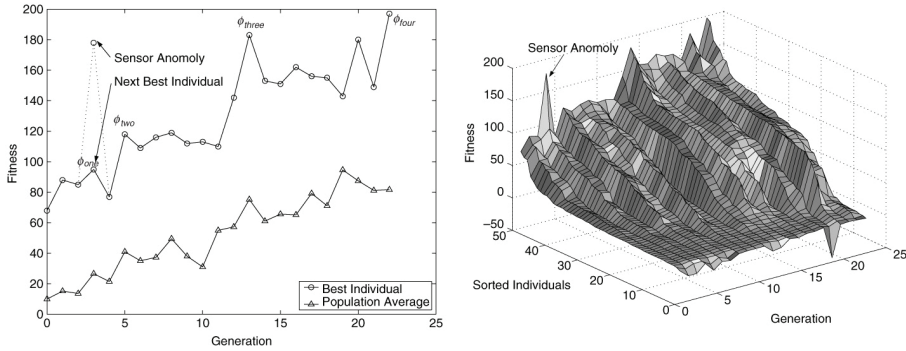 200
180
160
140
120
100
80
60
40
20
0
Fitness
0
5
10
15
20
25
Generation
Sensor Anomoly
Next Best Individual
ϕone
ϕtwo
ϕthree
ϕfour
Best Individual
Population Average
Sensor Anomoly
200
150
100
50
0
−50
Fitness
50
40
30
20
10
0
Sorted Individuals
0
5
10
15
20
25
Generation